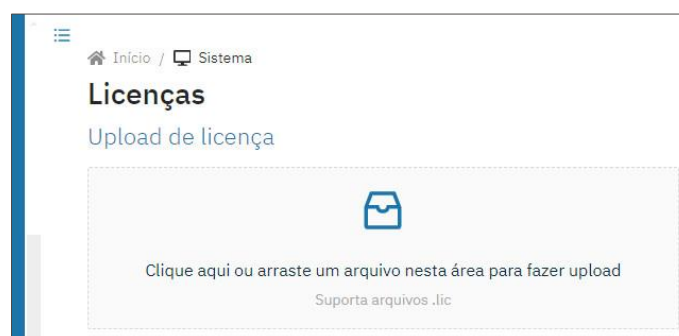 Início / Sistema
Licenças
Upload de licença
Clique aqui ou arraste um arquivo nesta área para fazer upload
Suporta arquivos .lic